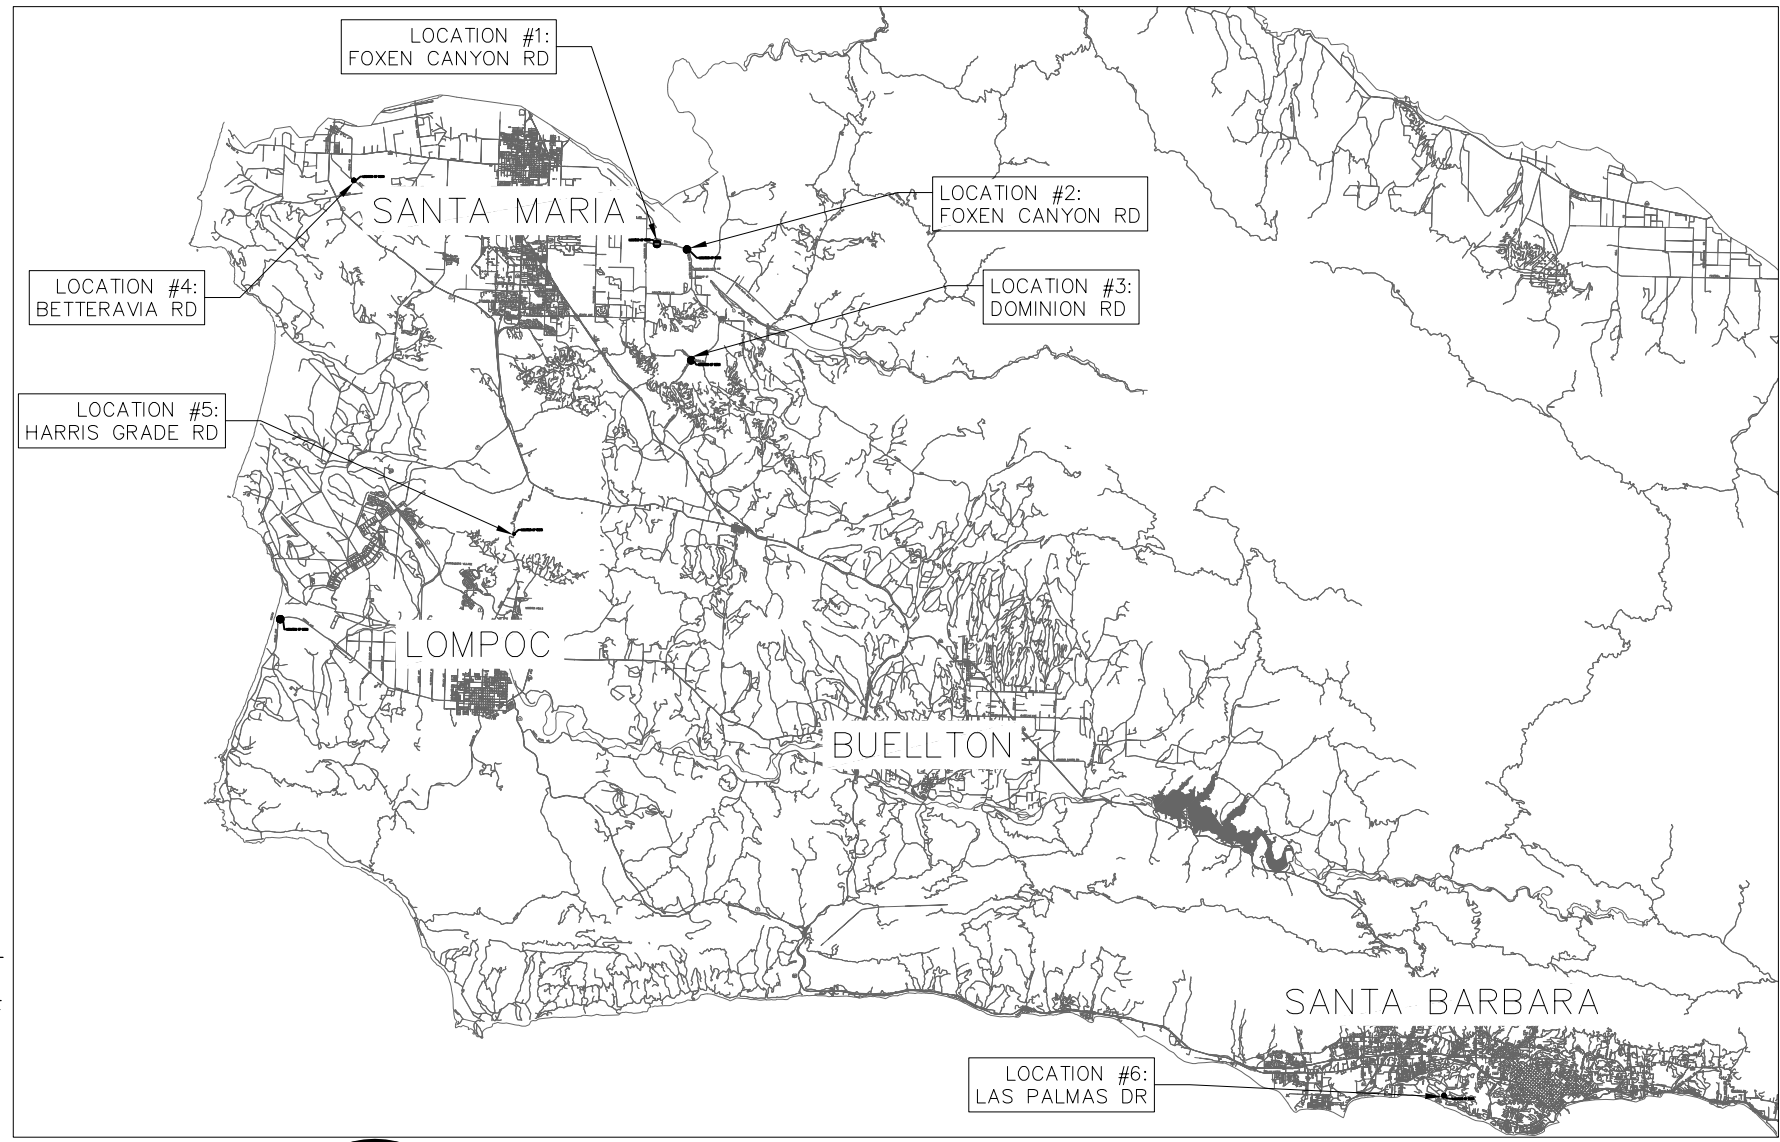 LOCATION #1:
FOXEN CANYON RD
LOCATION #2:
FOXEN CANYON RD
SANTA MARIA
LOCATION #4:
BETTERAVIA RD
LOCATION #3:
DOMINION RD
LOCATION #5:
HARRIS GRADE RD
LOMPOC
BUELLTON
SANTA BARBARA
LOCATION #6:
LAS PALMAS DR